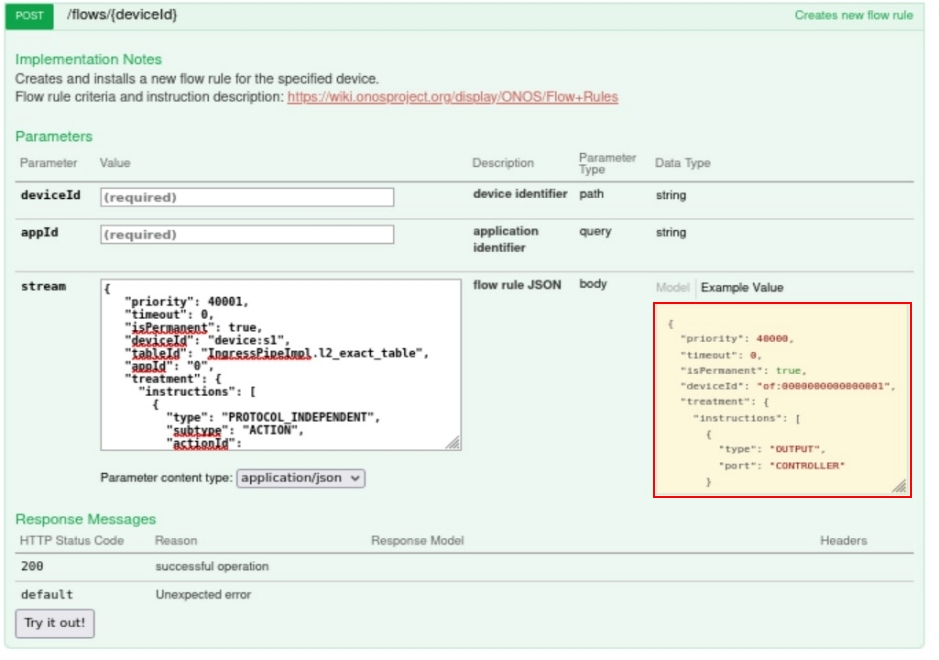 POST /flows/{deviceId} Creates new flow rule
Implementation Notes
Creates and installs a new flow rule for the specified device.
Flow rule criteria and instruction description: https://wiki.onosproject.org/display/ONOS/Flow+Rules
Parameters
Parameter Value Description Parameter Type Data Type
deviceId (required) device identifier path string
appId (required) application identifier query string
stream flow rule JSON body Model Example Value
{
"priority": 40001,
"timeout": 0,
"isPermanent": true,
"deviceId": "device:s1",
"tableId": "IngressPipeImpl.l2_exact_table",
"appId": "0",
"treatment": {
"instructions": [
{
"type": "PROTOCOL_INDEPENDENT",
"subtype": "ACTION",
"actionId":
{
"priority": 40000,
"timeout": 0,
"isPermanent": true,
"deviceId": "of:0000000000000001",
"treatment": {
"instructions": [
{
"type": "OUTPUT",
"port": "CONTROLLER"
}
Parameter content type: application/json
Response Messages
HTTP Status Code Reason Response Model Headers
200 successful operation
default Unexpected error
Try it out!